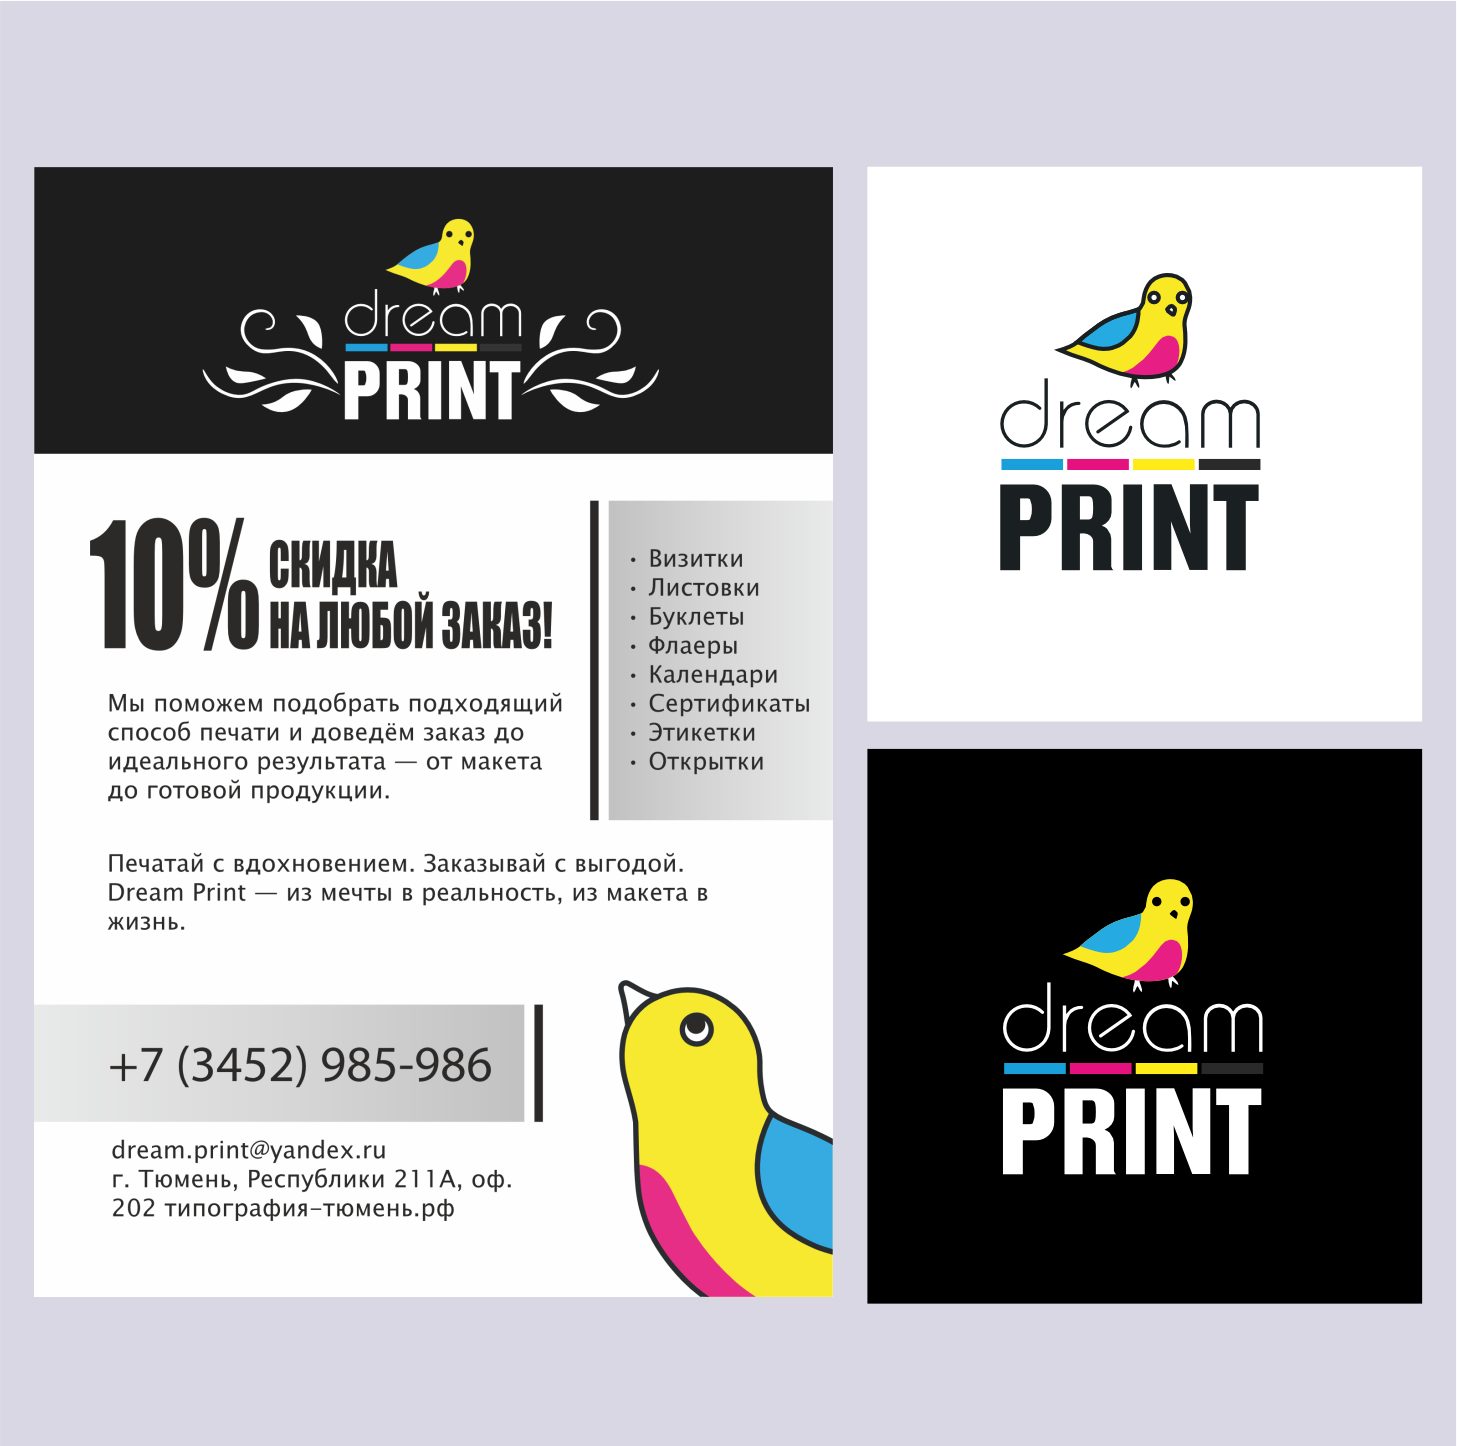 dream
PRINT
10% СКИДКА
НА ЛЮБОЙ ЗАКАЗ!
Мы поможем подобрать подходящий
способ печати и доведём заказ до
идеального результата — от макета
до готовой продукции.
• Визитки
• Листовки
• Буклеты
• Флаеры
• Календари
• Сертификаты
• Этикетки
• Открытки
Печатай с вдохновением. Заказывай с выгодой.
Dream Print — из мечты в реальность, из макета в
жизнь.
+7 (3452) 985-986
dream.print@yandex.ru
г. Тюмень, Республики 211А, оф.
202 типография-тюмень.рф
dream
PRINT
dream
PRINT